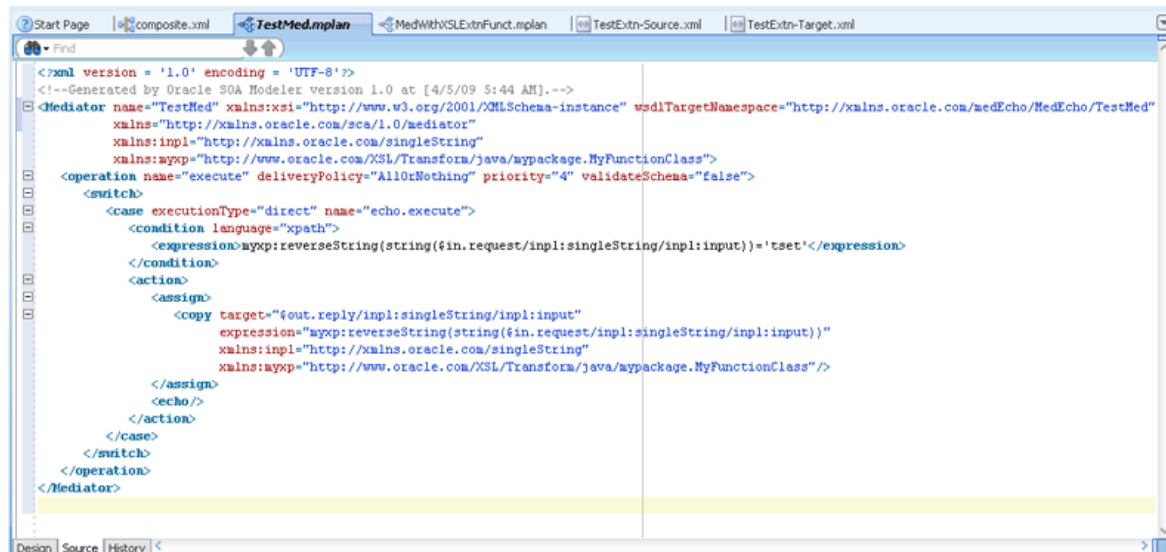 Start Page composite.xml TestMed.mplan MedWithXSLExtnFunct.mplan TestExtn-Source.xml TestExtn-Target.xml
Find
<?xml version = '1.0' encoding = 'UTF-8'?>
<!--Generated by Oracle SOA Modeler version 1.0 at [4/5/09 5:44 AM].-->
<Mediator name="TestMed" xmlns:xsi="http://www.w3.org/2001/XMLSchema-instance" wsdlTargetNamespace="http://xmlns.oracle.com/medEcho/MedEcho/TestMed"
xmlns="http://xmlns.oracle.com/sca/1.0/mediator"
xmlns:inpl="http://xmlns.oracle.com/singleString"
xmlns:myxp="http://www.oracle.com/XSL/Transform/java/mypackage.MyFunctionClass">
<operation name="execute" deliveryPolicy="AllOrNothing" priority="4" validateSchema="false">
<switch>
<case executionType="direct" name="echo.execute">
<condition language="xpath">
<expression>myxp:reverseString(string($in.request/inpl:singleString/inpl:input))='tset'</expression>
</condition>
<action>
<assign>
<copy target="$out.reply/inpl:singleString/inpl:input"
expression="myxp:reverseString(string($in.request/inpl:singleString/inpl:input))"
xmlns:inpl="http://xmlns.oracle.com/singleString"
xmlns:myxp="http://www.oracle.com/XSL/Transform/java/mypackage.MyFunctionClass"/>
</assign>
<echo/>
</action>
</case>
</switch>
</operation>
</Mediator>
Design Source History